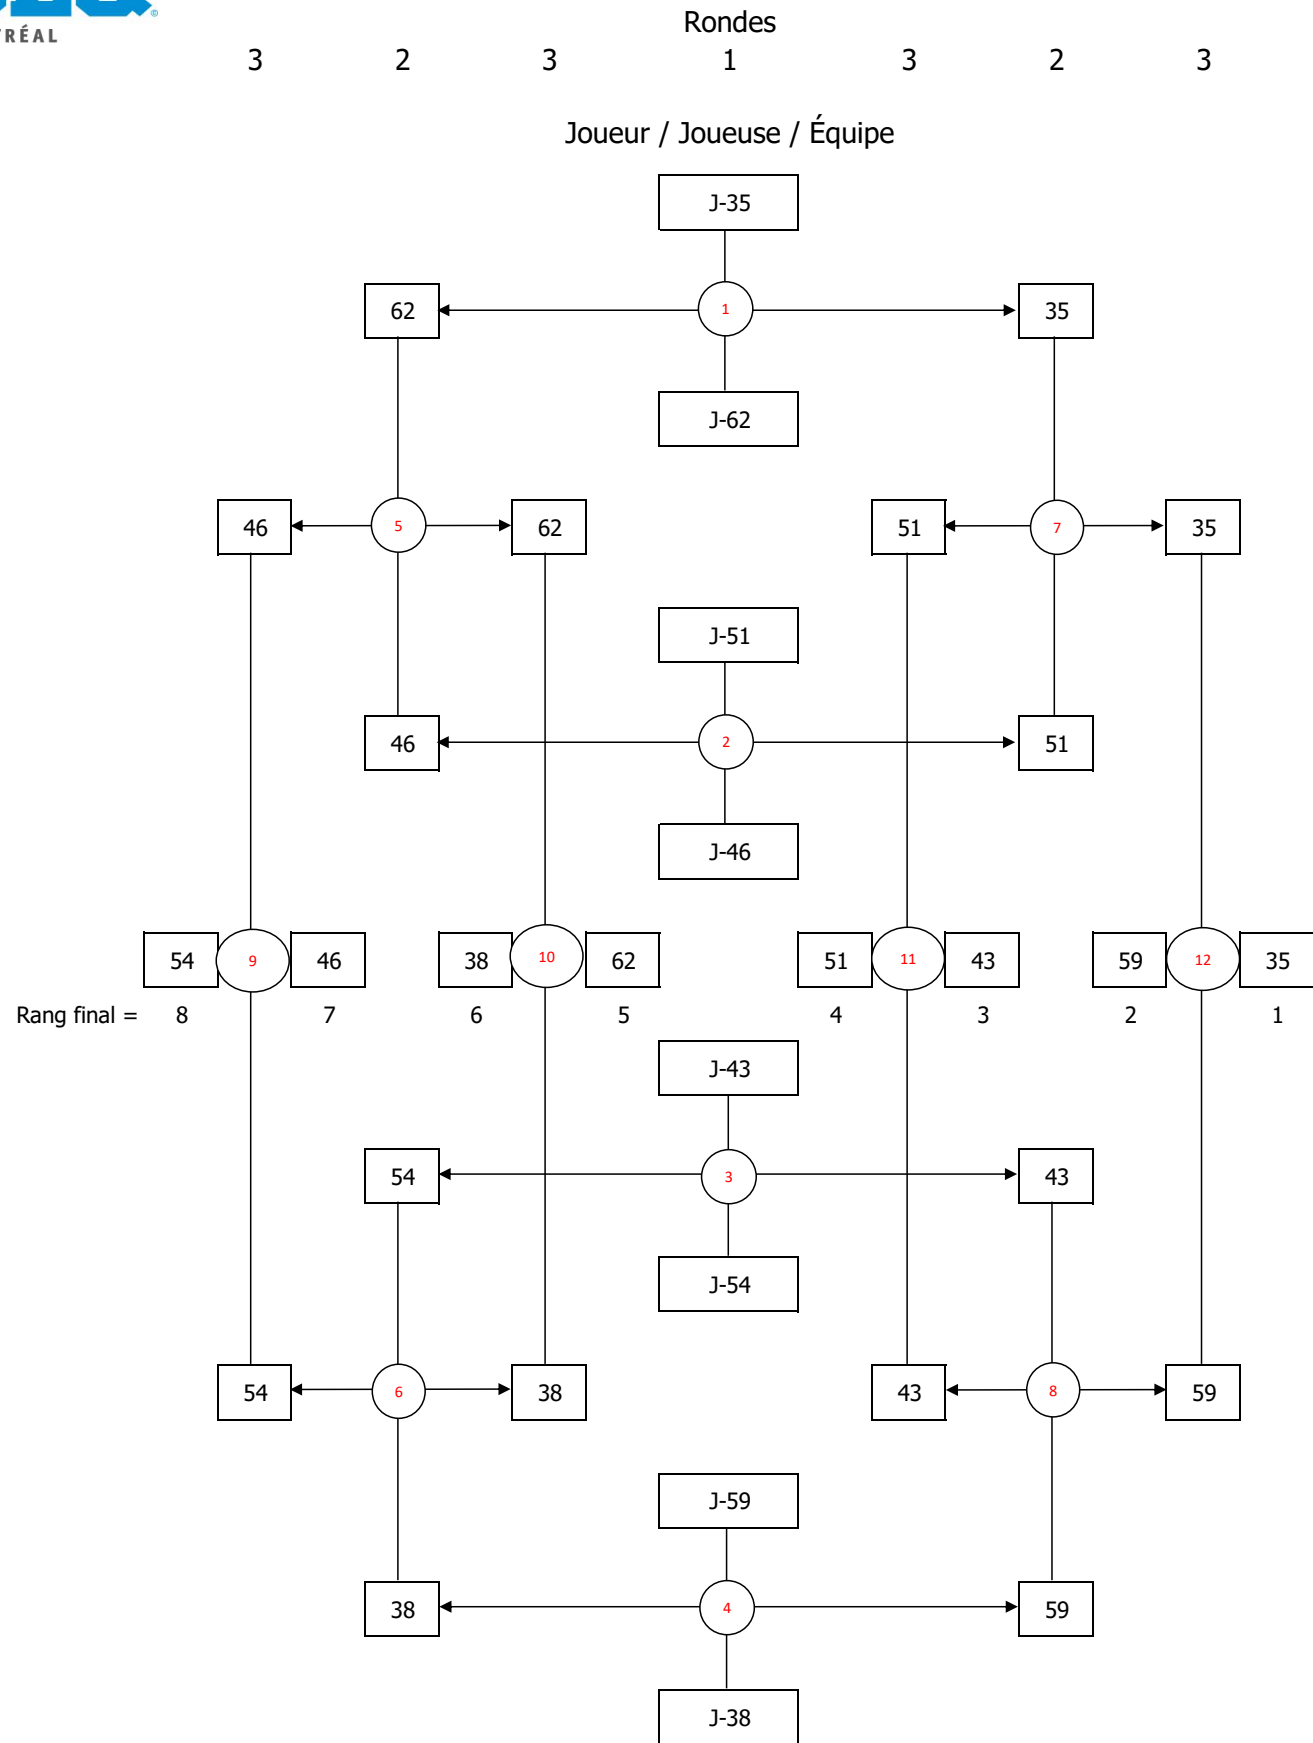 TRÉAL
Rondes
3 2 3 1 3 2 3
Joueur / Joueuse / Équipe
J-35
62 1 35
J-62
46 5 62 51 7 35
J-51
46 2 51
J-46
54 9 46 38 10 62 51 11 43 59 12 35
Rang final = 8 7 6 5 4 3 2 1
J-43
54 3 43
J-54
54 6 38 43 8 59
J-59
38 4 59
J-38